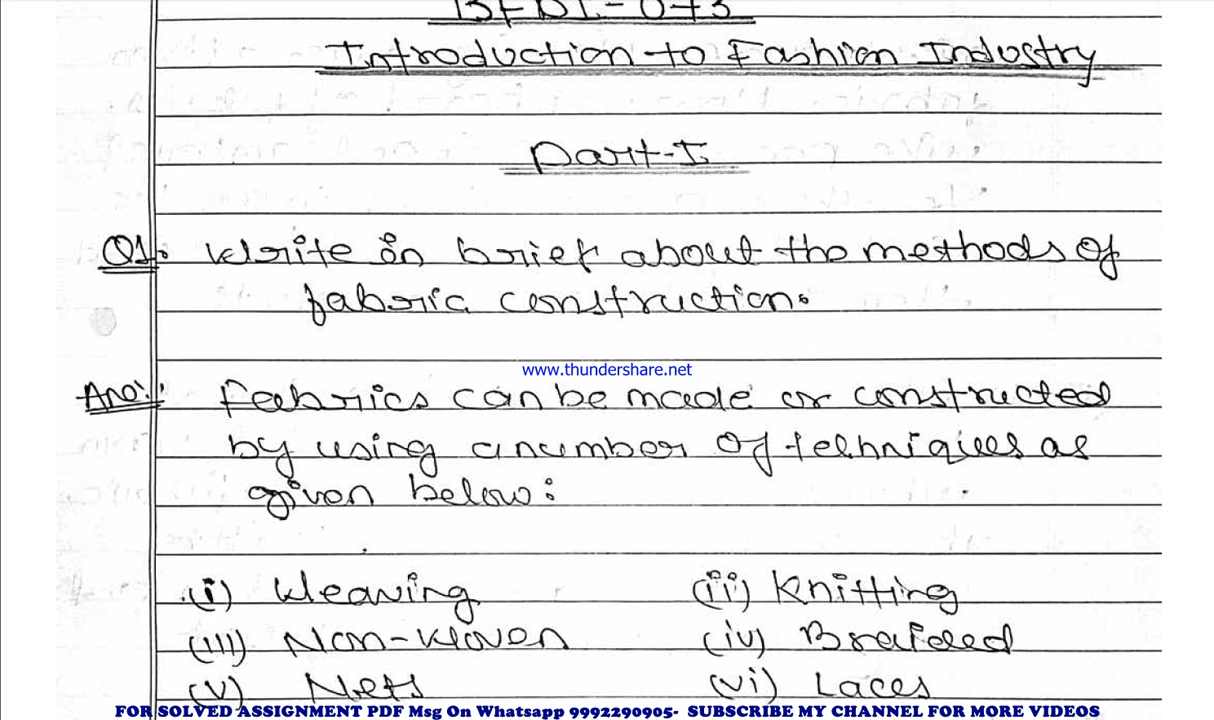 BFDI-073
Introduction to Fashion Industry
Part-I
Q1. Write in brief about the methods of
fabric construction.
www.thundershare.net
Ans: Fabrics can be made or constructed
by using a number of techniques as
given below:
(i) Weaving (ii) Knitting
(iii) Non-Woven (iv) Braided
(v) Nets (vi) Laces
FOR SOLVED ASSIGNMENT PDF Msg On Whatsapp 9992290905- SUBSCRIBE MY CHANNEL FOR MORE VIDEOS